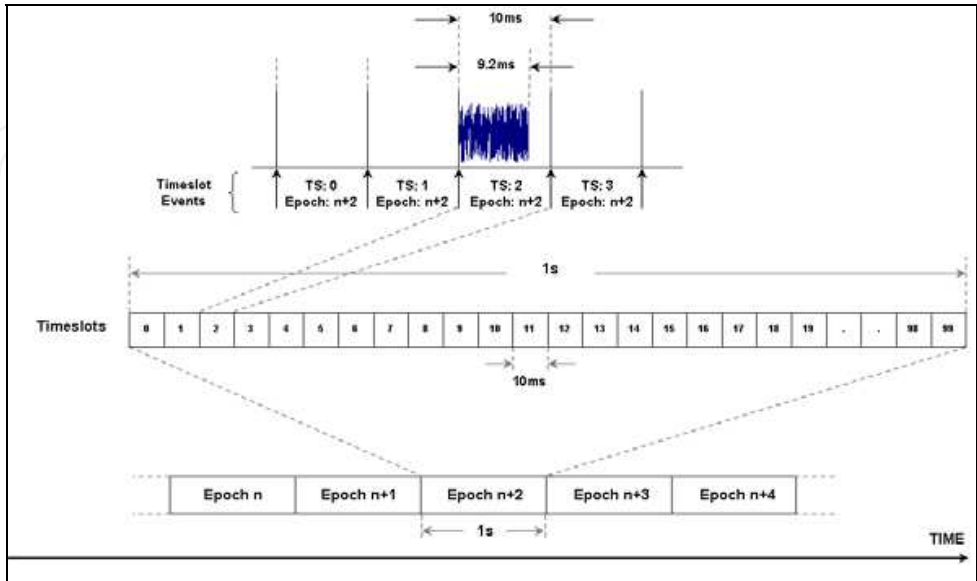 10ms
9.2ms
Timeslot Events
TS: 0 TS: 1 TS: 2 TS: 3
Epoch: n+2 Epoch: n+2 Epoch: n+2 Epoch: n+2
1s
Timeslots 0 1 2 3 4 5 6 7 8 9 10 11 12 13 14 15 16 17 18 19 . . 98 99
10ms
Epoch n Epoch n+1 Epoch n+2 Epoch n+3 Epoch n+4
1s
TIME